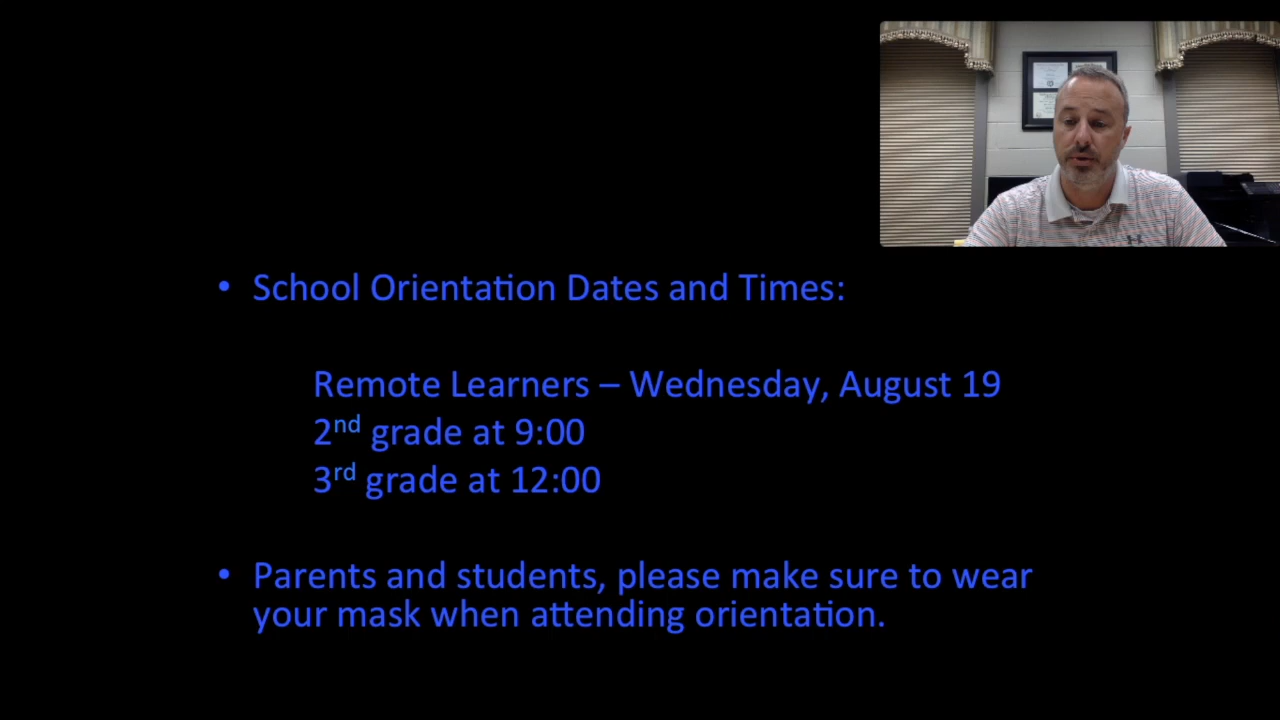 • School Orientation Dates and Times:
Remote Learners – Wednesday, August 19
2nd grade at 9:00
3rd grade at 12:00
• Parents and students, please make sure to wear
your mask when attending orientation.